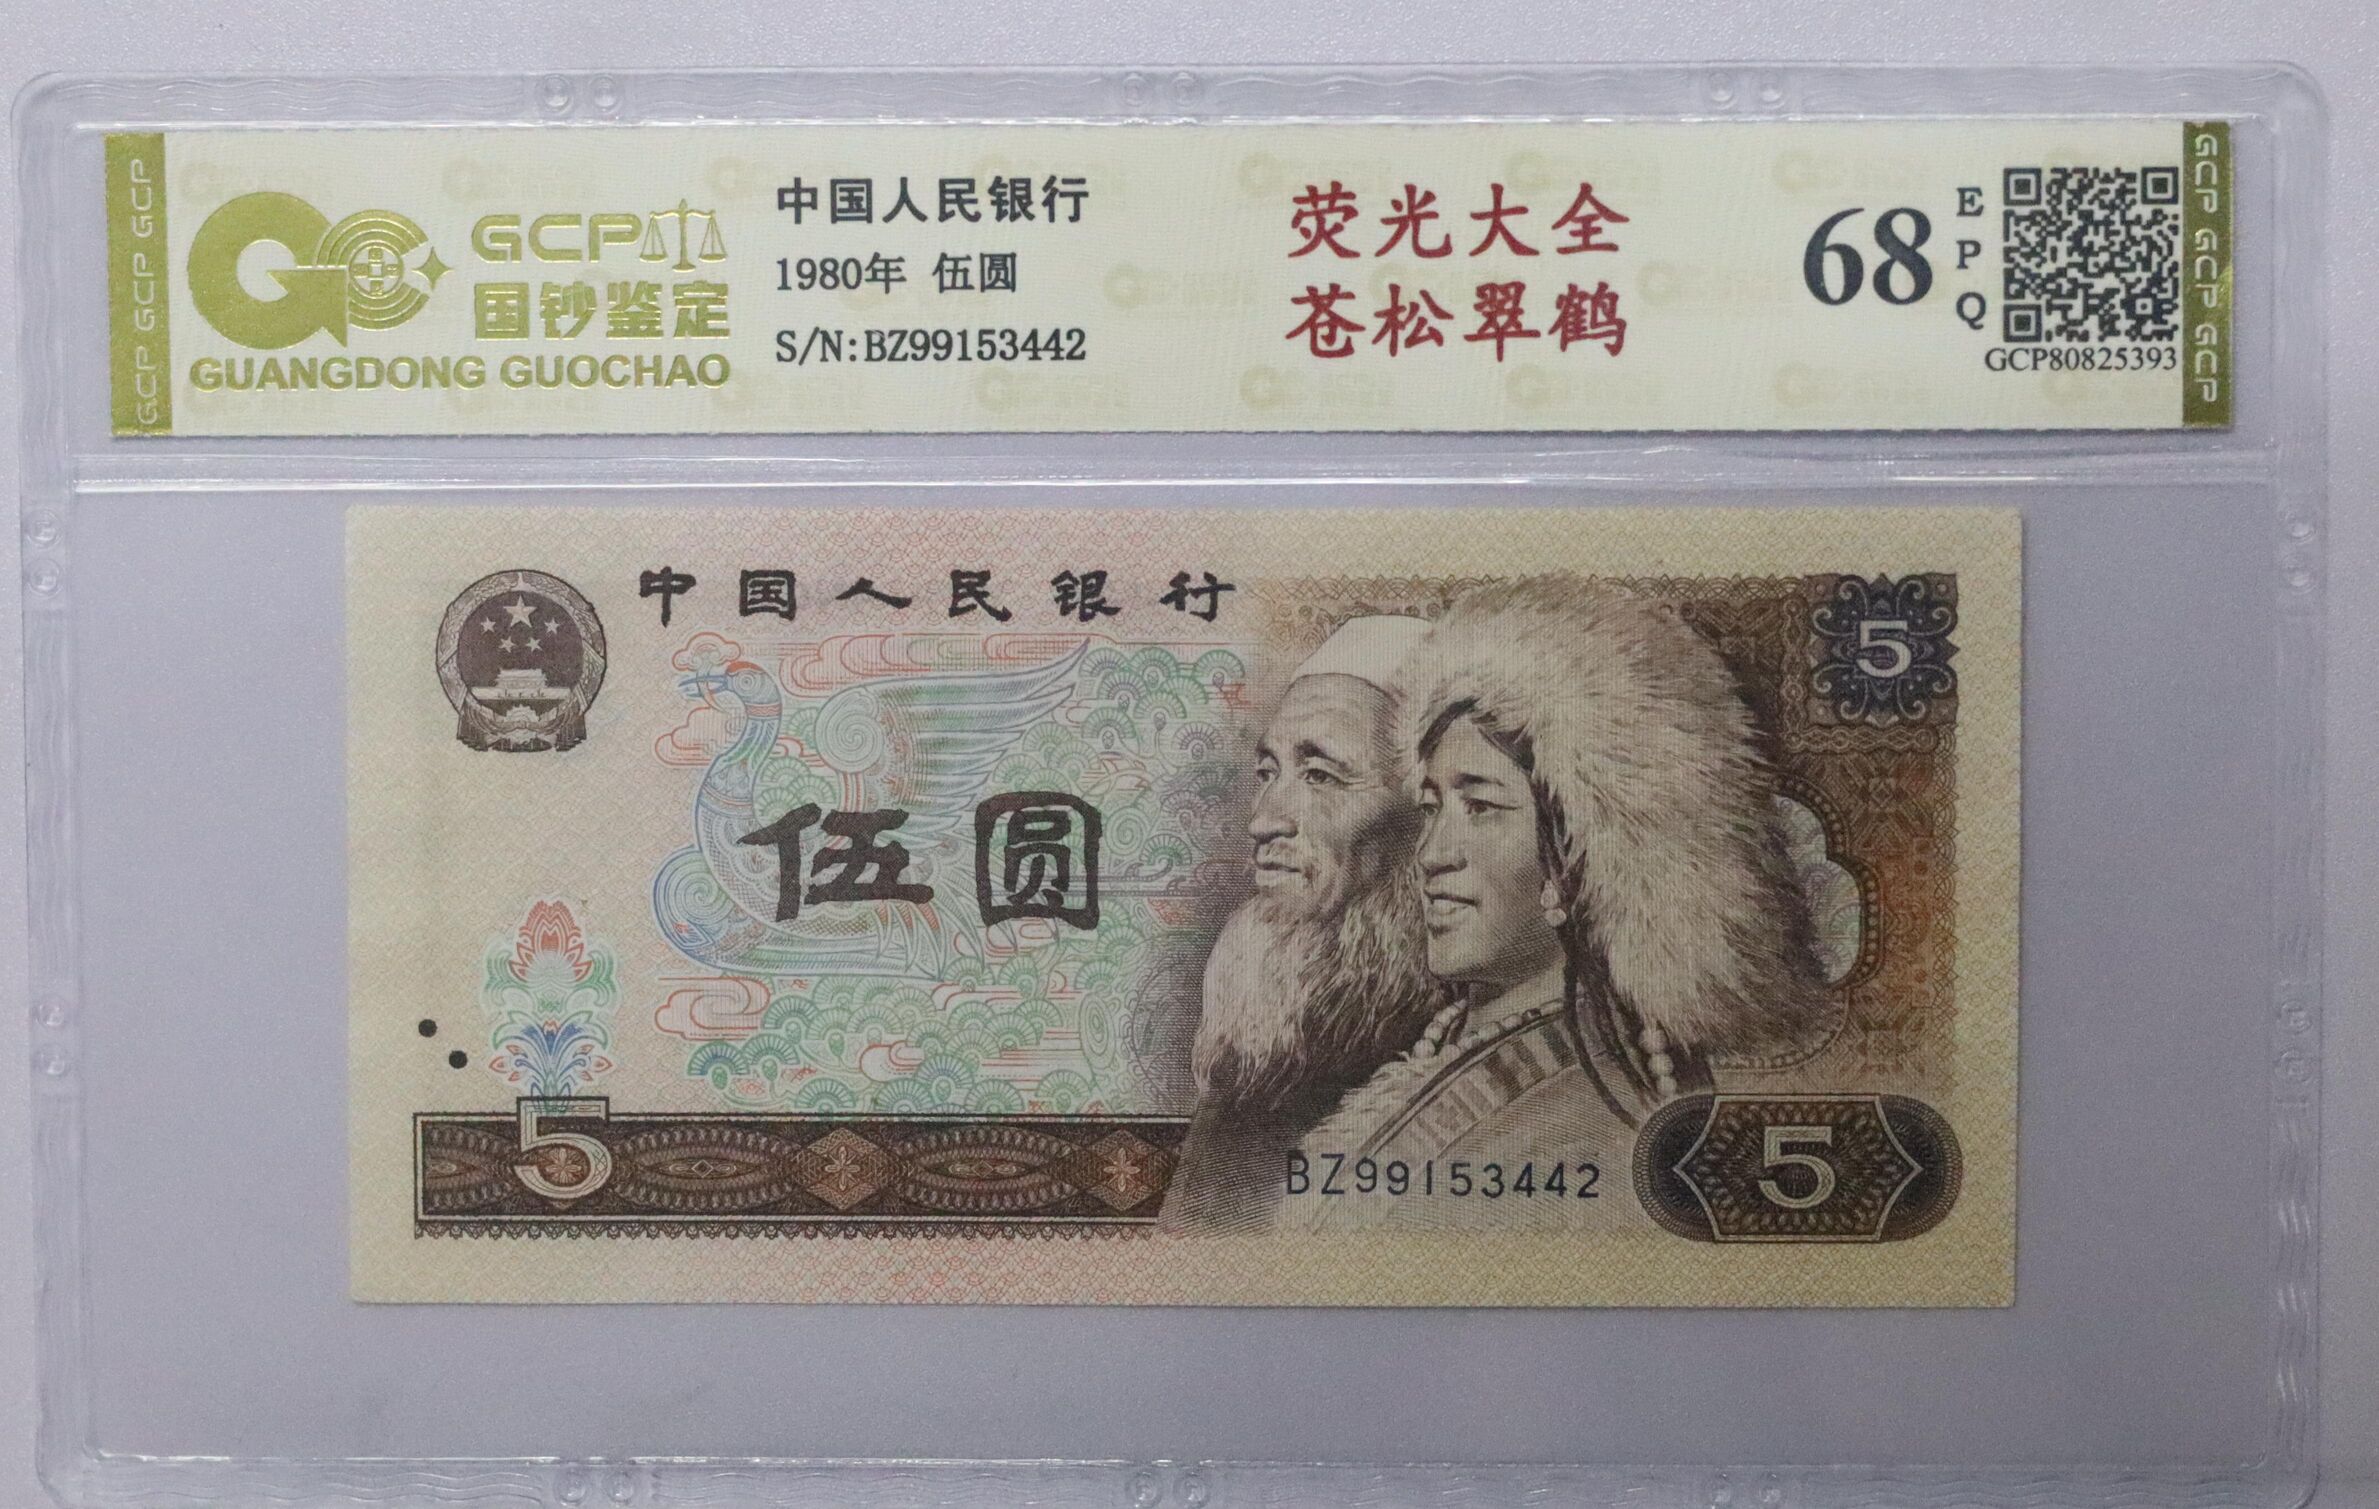 GCP GCP GCP
GCP
国钞鉴定
GUANGDONG GUOCHAO
中国人民银行
1980年 伍圆
S/N:BZ99153442
荧光大全
苍松翠鹤
68
EPQ
GCP80825393
GCP GCP GCP
中国人民银行
5
伍圆
5
BZ99153442
5